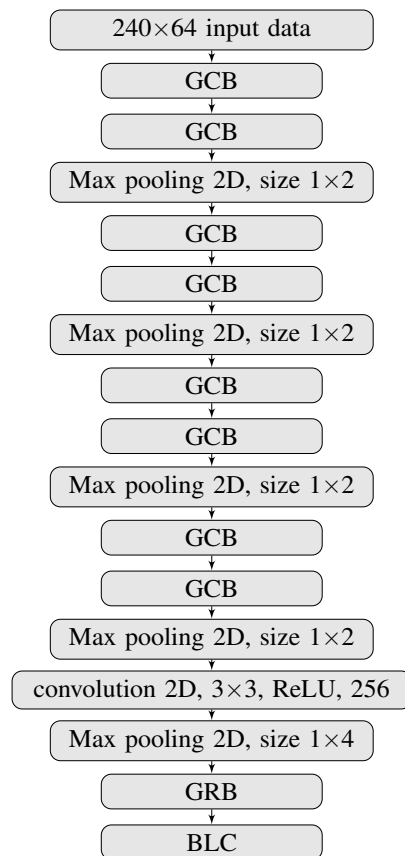 240×64 input data
GCB
GCB
Max pooling 2D, size 1×2
GCB
GCB
Max pooling 2D, size 1×2
GCB
GCB
Max pooling 2D, size 1×2
GCB
GCB
Max pooling 2D, size 1×2
convolution 2D, 3×3, ReLU, 256
Max pooling 2D, size 1×4
GRB
BLC